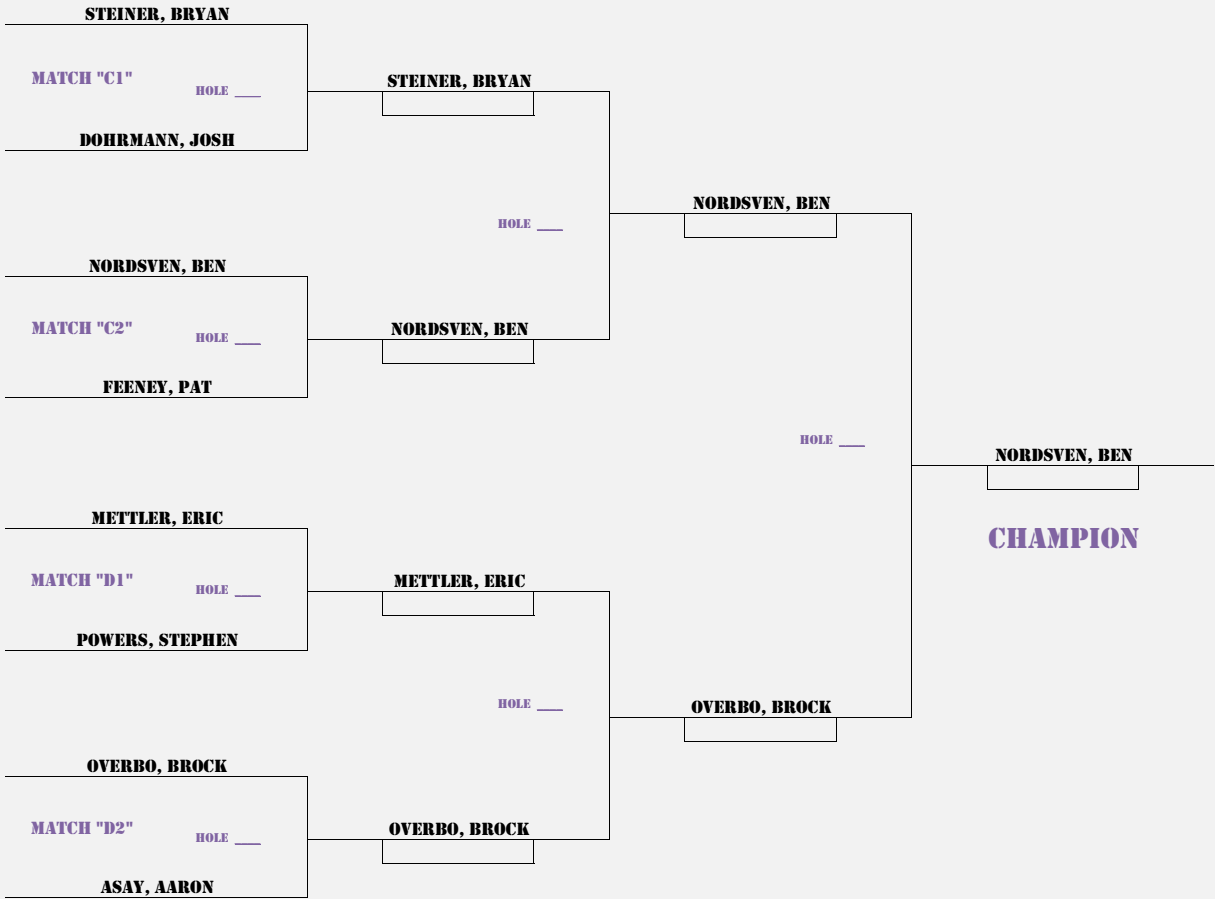 STEINER, BRYAN
MATCH "C1"
HOLE ___
DOHRMANN, JOSH
STEINER, BRYAN
HOLE ___
NORDSVEN, BEN
MATCH "C2"
HOLE ___
FEENEY, PAT
NORDSVEN, BEN
NORDSVEN, BEN
HOLE ___
METTLER, ERIC
MATCH "D1"
HOLE ___
POWERS, STEPHEN
METTLER, ERIC
HOLE ___
OVERBO, BROCK
MATCH "D2"
HOLE ___
ASAY, AARON
OVERBO, BROCK
OVERBO, BROCK
NORDSVEN, BEN
CHAMPION